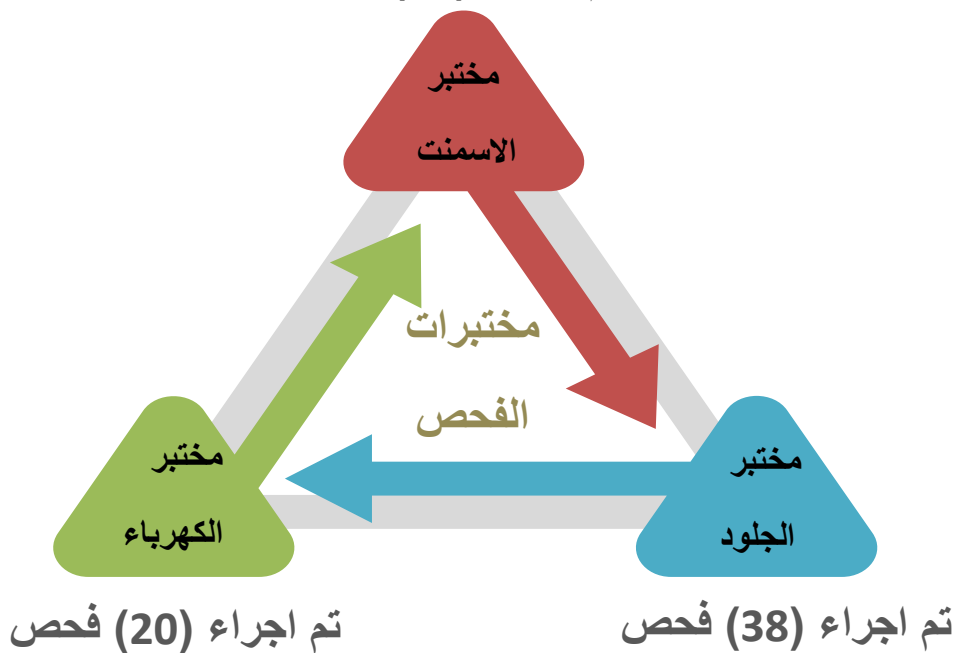 مختبر
الاسمنت
مختبرات
الفحص
مختبر
الجلود
مختبر
الكهرباء
تم اجراء (38) فحص
تم اجراء (20) فحص